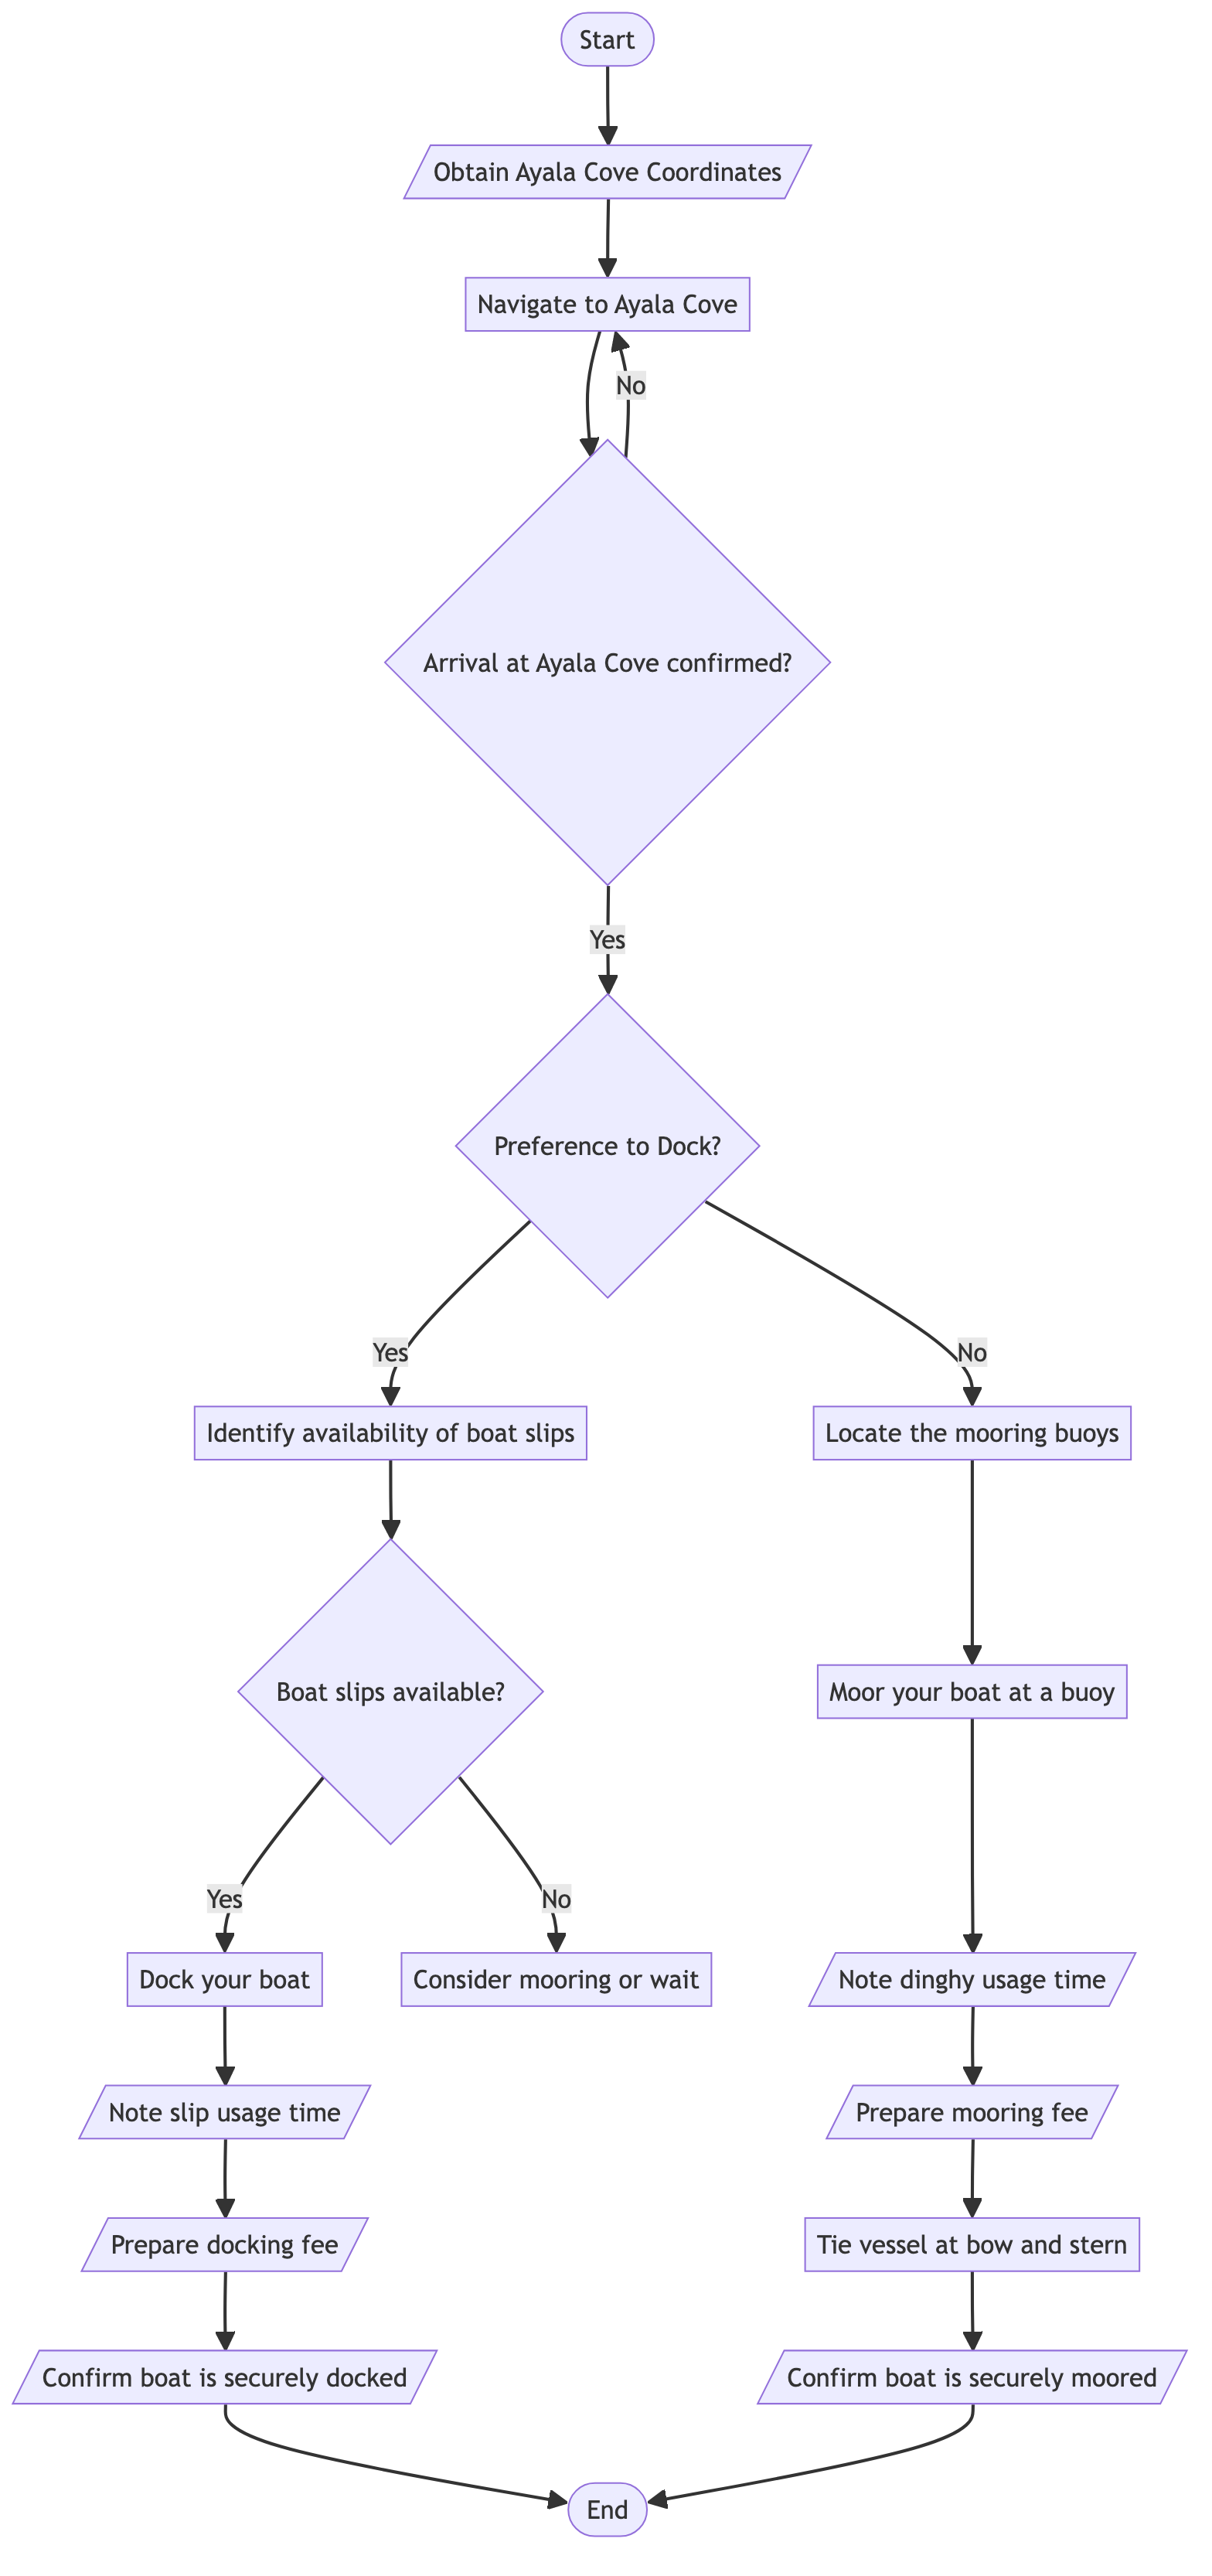 Start
Obtain Ayala Cove Coordinates
Navigate to Ayala Cove
No
Arrival at Ayala Cove confirmed?
Yes
Preference to Dock?
Yes
No
Identify availability of boat slips
Locate the mooring buoys
Boat slips available?
Moor your boat at a buoy
Yes
No
Dock your boat
Consider mooring or wait
Note dinghy usage time
Note slip usage time
Prepare mooring fee
Prepare docking fee
Tie vessel at bow and stern
Confirm boat is securely docked
Confirm boat is securely moored
End